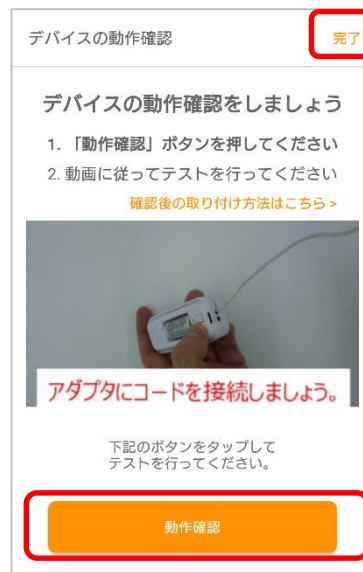 デバイスの動作確認
完了
デバイスの動作確認をしましょう
1. 「動作確認」ボタンを押してください
2. 動画に従ってテストを行ってください
確認後の取り付け方法はこちら >
アダプタにコードを接続しましょう。
下記のボタンをタップして
テストを行ってください。
動作確認